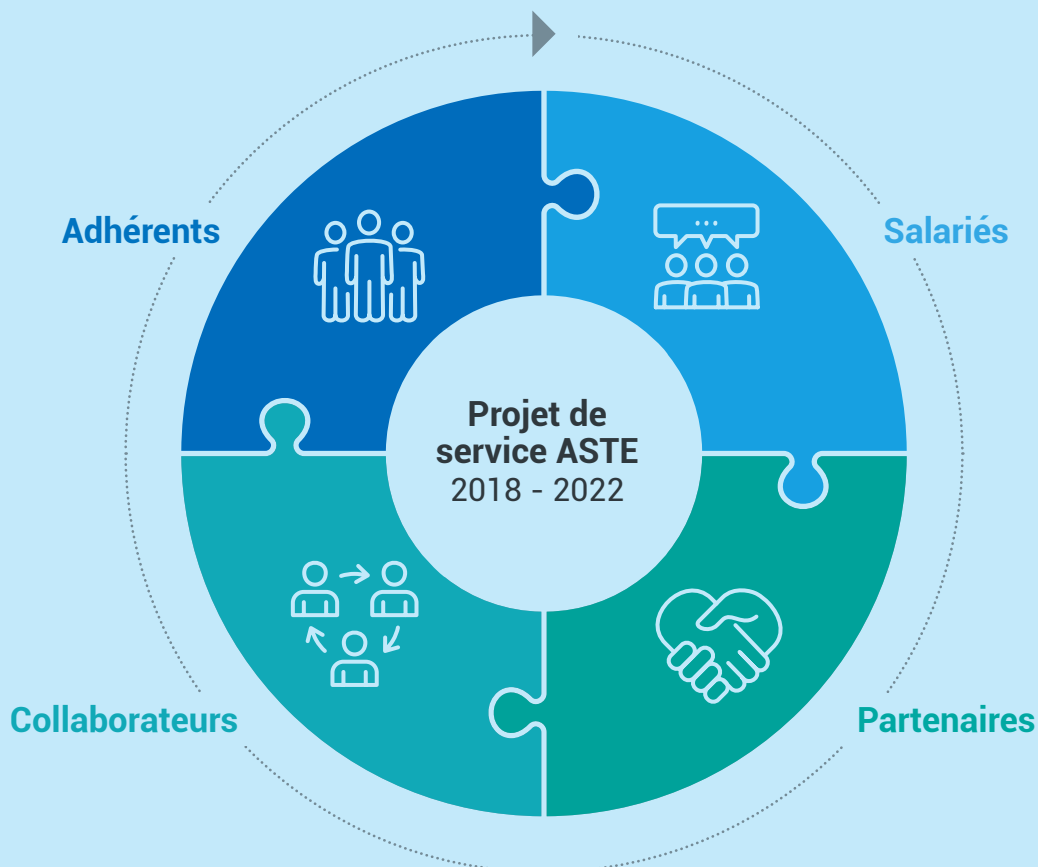 Adhérents
Salariés
Projet de
service ASTE
2018 - 2022
Collaborateurs
Partenaires